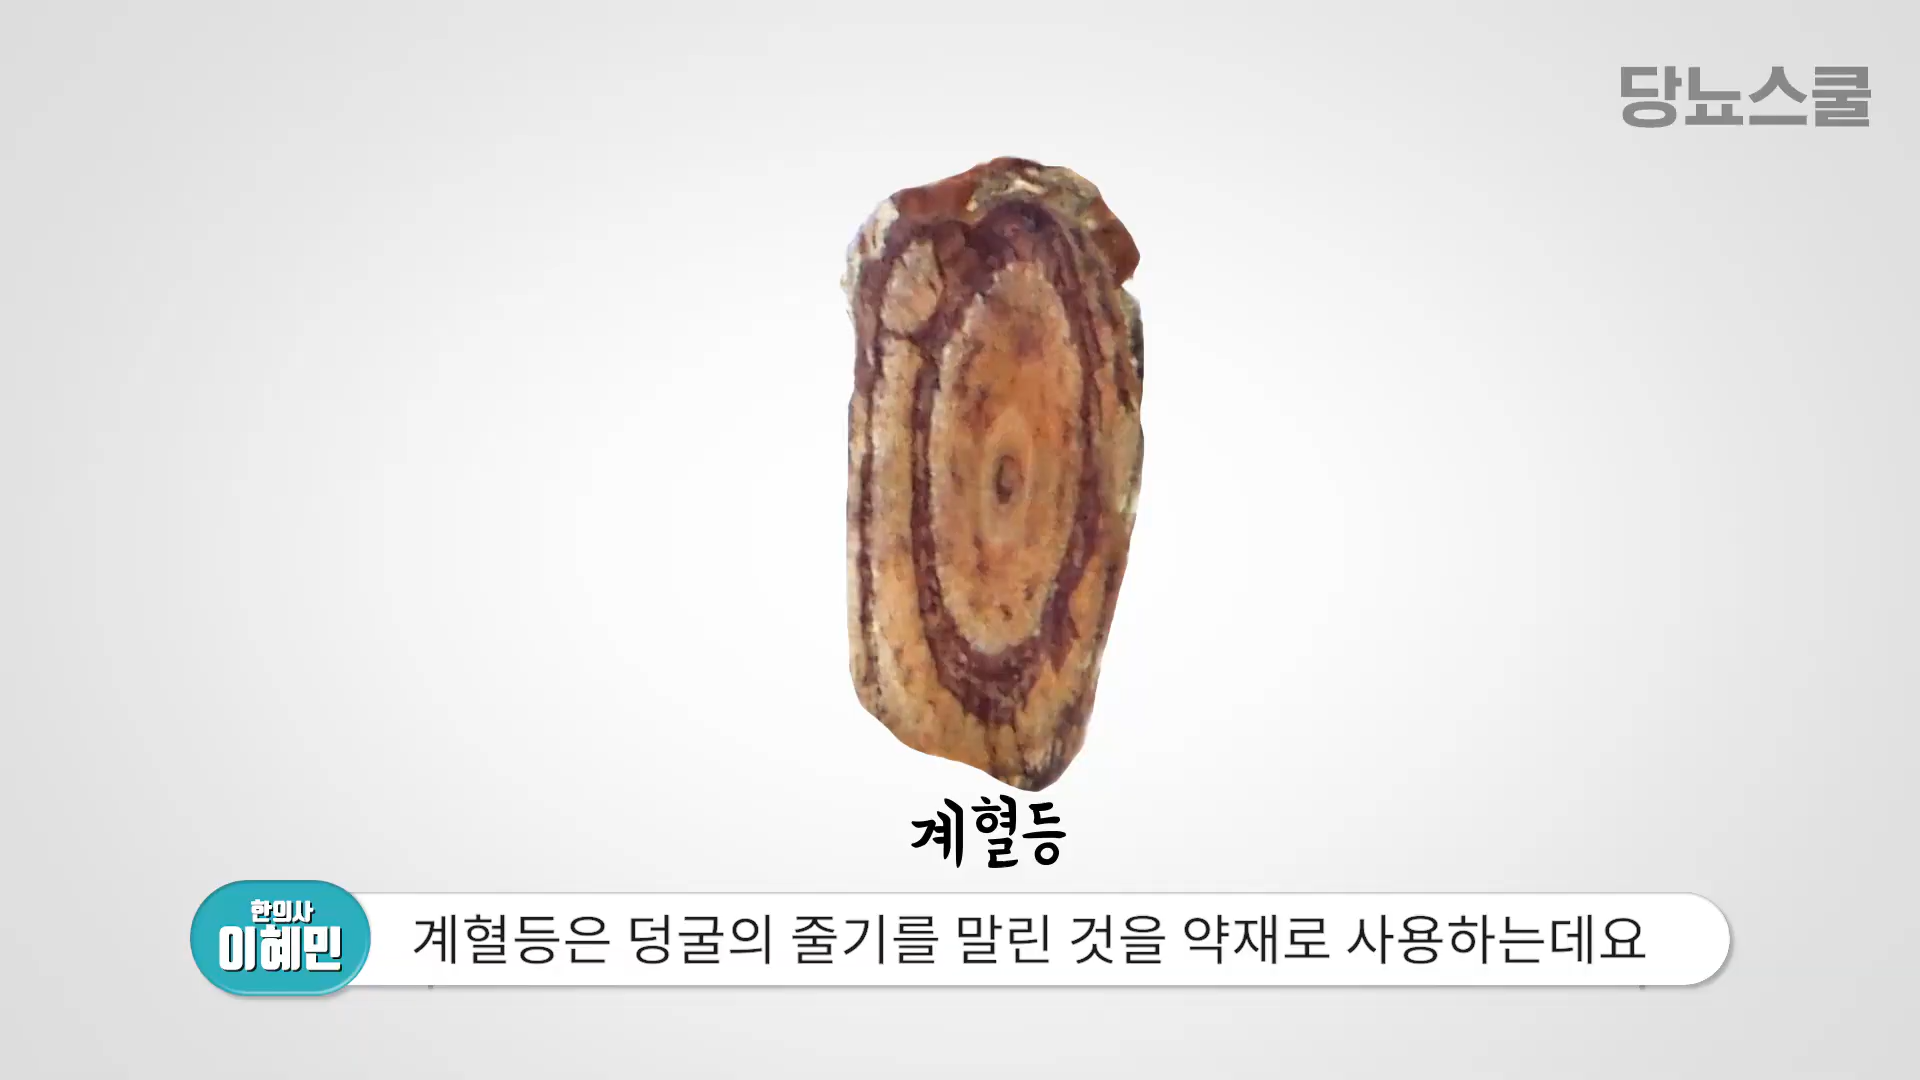 당뇨스쿨
계혈등
한의사
이혜민
계혈등은 덩굴의 줄기를 말린 것을 약재로 사용하는데요